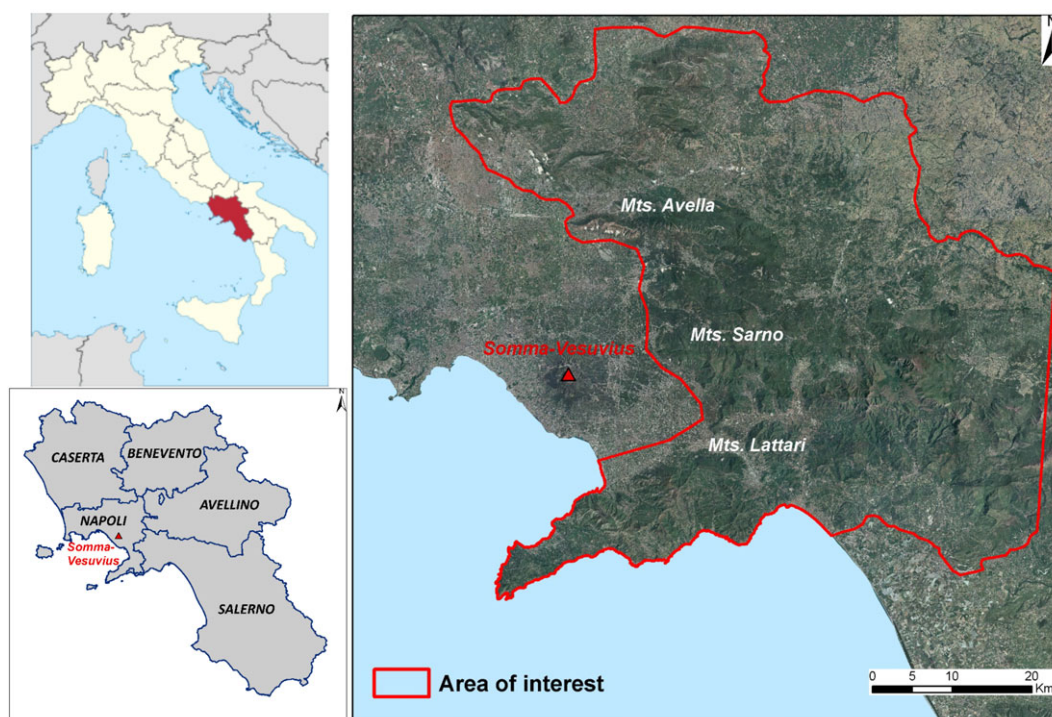 N
Mts. Avella
Mts. Sarno
Somma-Vesuvius
Mts. Lattari
Area of interest
0 5 10 20
Km
N
CASERTA
BENEVENTO
AVELLINO
NAPOLI
Somma-
Vesuvius
SALERNO